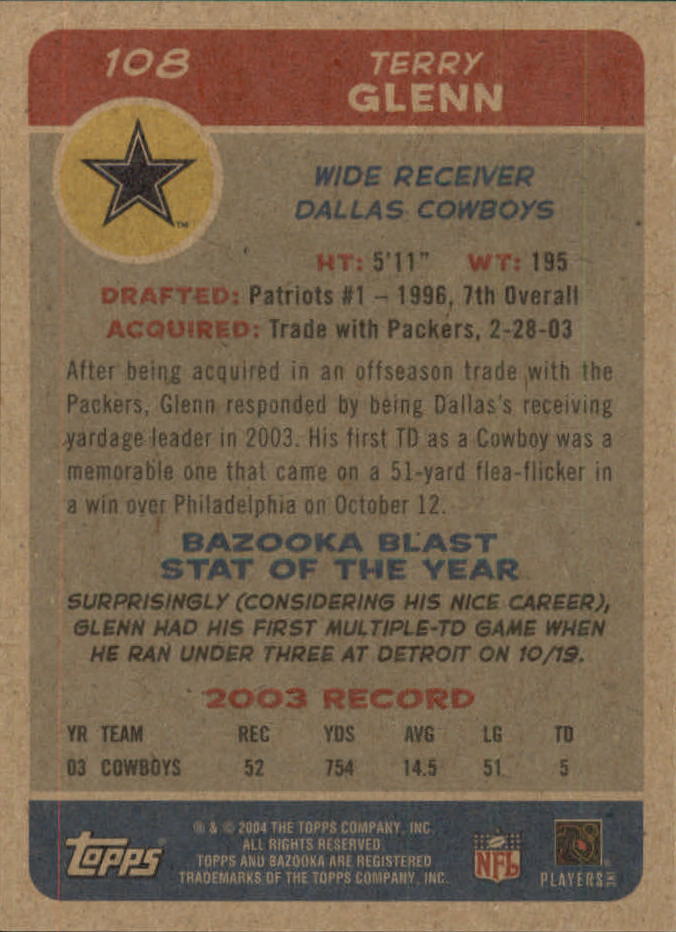 108
TERRY
GLENN
WIDE RECEIVER
DALLAS COWBOYS
TM
HT: 5'11" WT: 195
DRAFTED: Patriots #1 – 1996, 7th Overall
ACQUIRED: Trade with Packers, 2-28-03
After being acquired in an offseason trade with the
Packers, Glenn responded by being Dallas's receiving
yardage leader in 2003. His first TD as a Cowboy was a
memorable one that came on a 51-yard flea-flicker in
a win over Philadelphia on October 12.
BAZOOKA BLAST
STAT OF THE YEAR
SURPRISINGLY (CONSIDERING HIS NICE CAREER),
GLENN HAD HIS FIRST MULTIPLE-TD GAME WHEN
HE RAN UNDER THREE AT DETROIT ON 10/19.
2003 RECORD
YR TEAM REC YDS AVG LG TD
03 COWBOYS 52 754 14.5 51 5
topps
® & © 2004 THE TOPPS COMPANY, INC.
ALL RIGHTS RESERVED
TOPPS AND BAZOOKA ARE REGISTERED
TRADEMARKS OF THE TOPPS COMPANY, INC.
NFL
PLAYERS INC